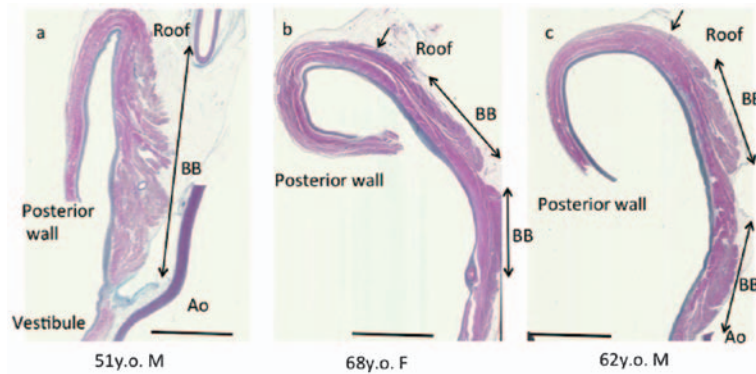 a
Roof
BB
Posterior
wall
Ao
Vestibule
51y.o. M
b
Roof
BB
Posterior wall
BB
68y.o. F
c
Roof
BB
Posterior wall
BB
Ao
62y.o. M